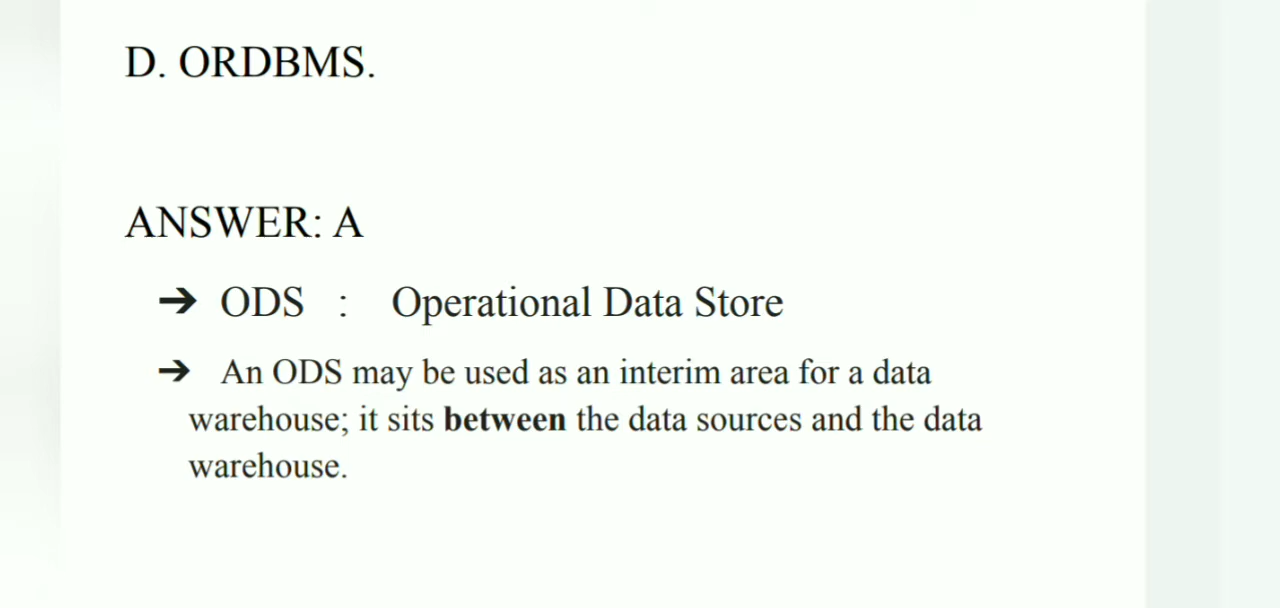 D. ORDBMS.
ANSWER: A
➔ ODS : Operational Data Store
➔ An ODS may be used as an interim area for a data
warehouse; it sits between the data sources and the data
warehouse.